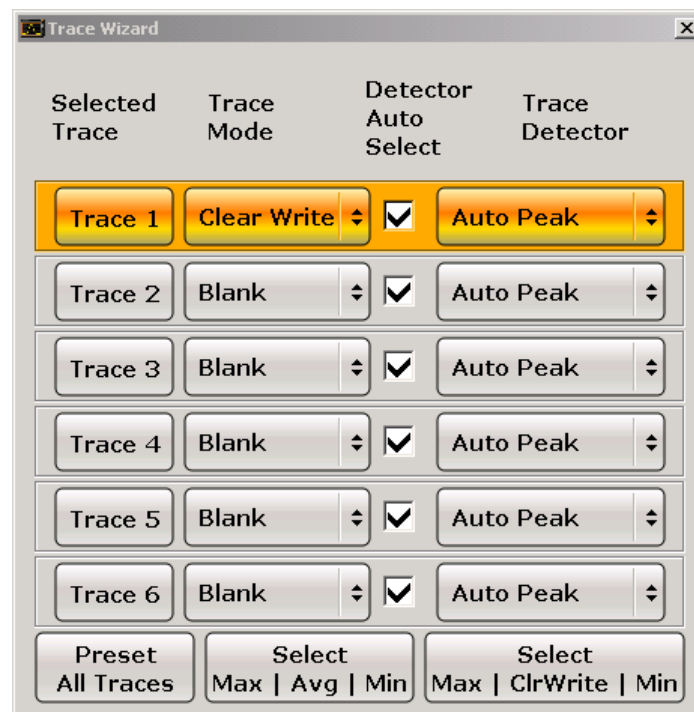 Trace Wizard
Selected Trace
Trace Mode
Detector Auto Select
Trace Detector
Trace 1 Clear Write Auto Peak
Trace 2 Blank Auto Peak
Trace 3 Blank Auto Peak
Trace 4 Blank Auto Peak
Trace 5 Blank Auto Peak
Trace 6 Blank Auto Peak
Preset All Traces
Select Max | Avg | Min
Select Max | ClrWrite | Min